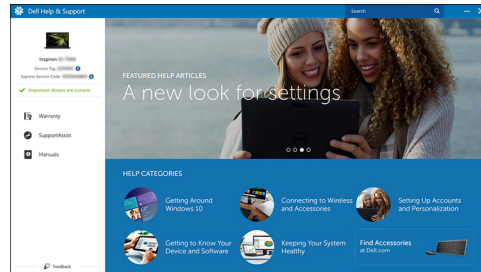 Dell Help & Support
Search
Inspiron
Service Tag
Express Service Code
Important drivers are current
Warranty
SupportAssist
Manuals
Feedback
FEATURED HELP ARTICLES
A new look for settings
HELP CATEGORIES
Getting Around
Windows 10
Connecting to Wireless
and Accessories
Setting Up Accounts
and Personalization
Getting to Know Your
Device and Software
Keeping Your System
Healthy
Find Accessories
at Dell.com